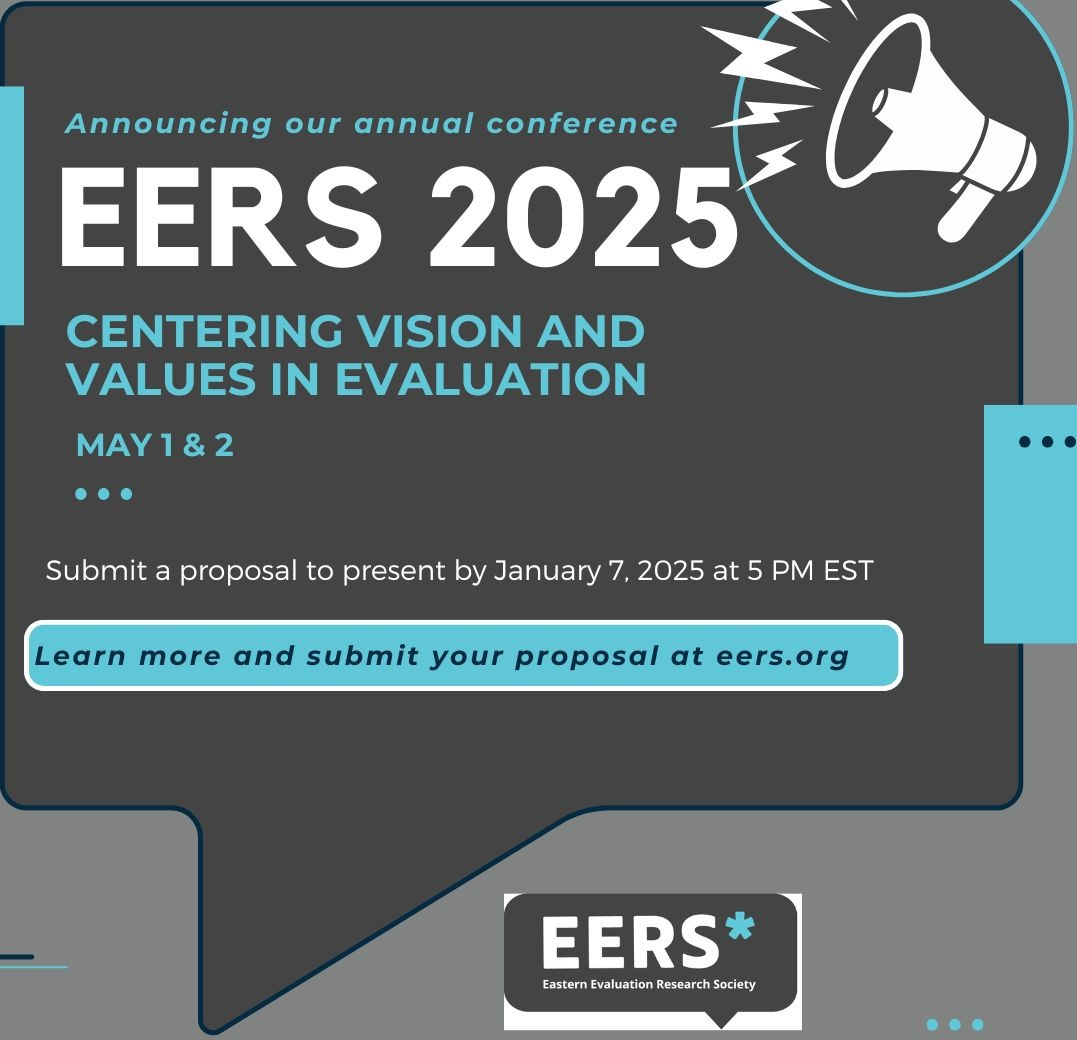 Announcing our annual conference
EERS 2025
CENTERING VISION AND
VALUES IN EVALUATION
MAY 1 & 2
Submit a proposal to present by January 7, 2025 at 5 PM EST
Learn more and submit your proposal at eers.org
EERS*
Eastern Evaluation Research Society